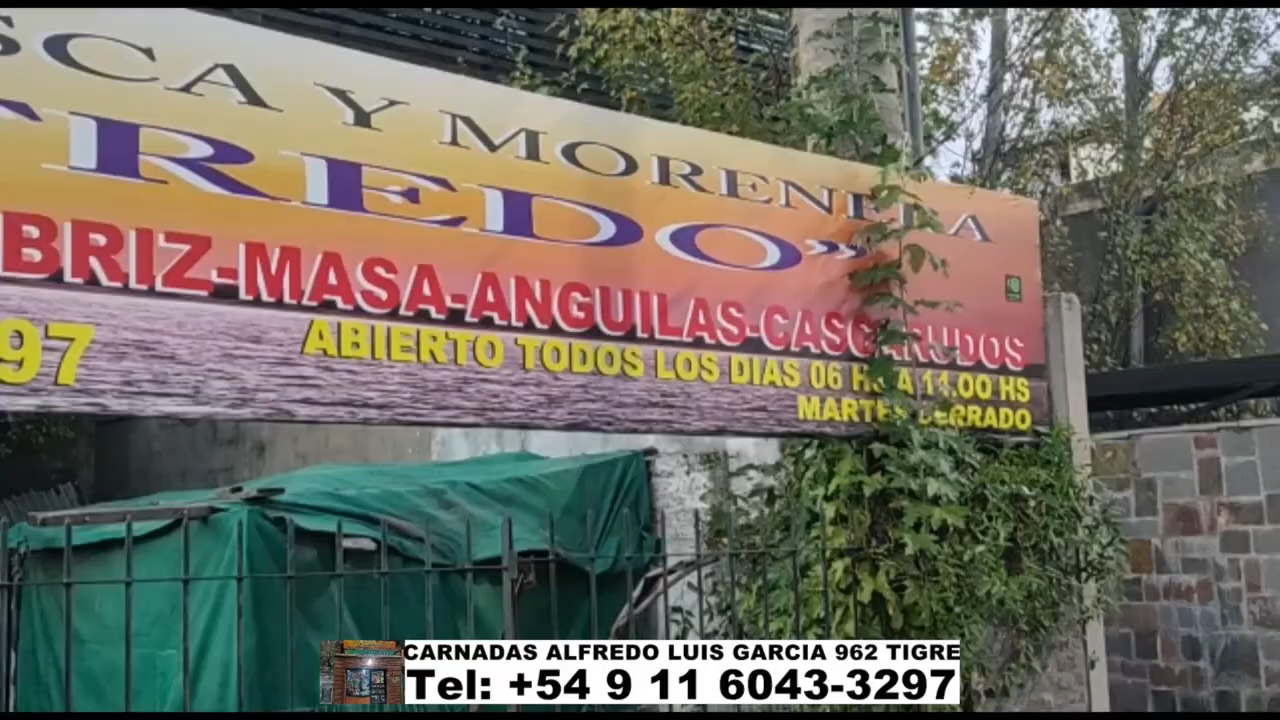 SCA Y MORENITA
FREDO”
BRIZ-MASA-ANGUILAS-CASCARUDOS
97
ABIERTO TODOS LOS DIAS 06 HS A 14.00 HS
MARTES CERRADO
CARNADAS ALFREDO LUIS GARCIA 962 TIGRE
Tel: +54 9 11 6043-3297